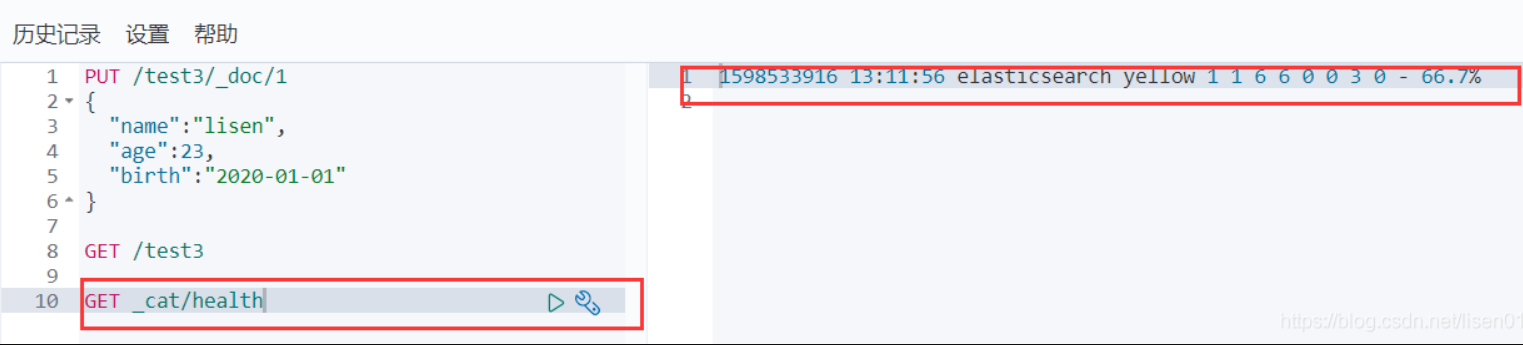 历史记录 设置 帮助
1 PUT /test3/_doc/1
2 {
3 "name":"lisen",
4 "age":23,
5 "birth":"2020-01-01"
6 }
7
8 GET /test3
9
10 GET _cat/health
1 1598533916 13:11:56 elasticsearch yellow 1 1 6 6 0 0 3 0 - 66.7%
2
https://blog.csdn.net/lisen01